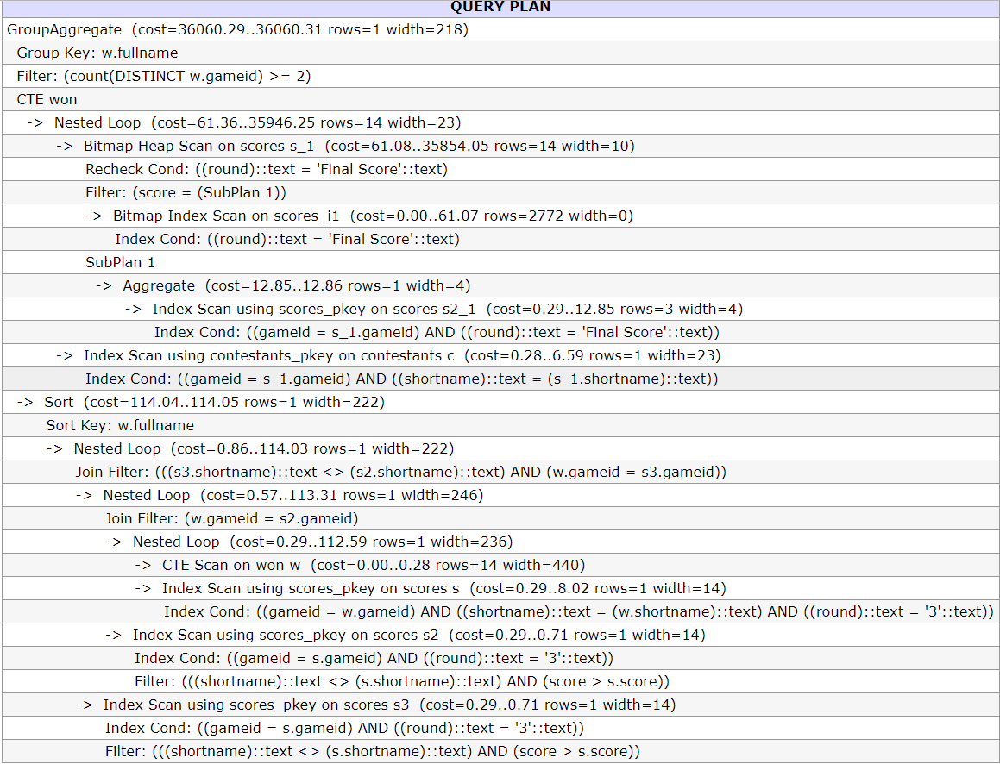 QUERY PLAN
GroupAggregate (cost=36060.29..36060.31 rows=1 width=218)
Group Key: w.fullname
Filter: (count(DISTINCT w.gameid) >= 2)
CTE won
-> Nested Loop (cost=61.36..35946.25 rows=14 width=23)
-> Bitmap Heap Scan on scores s_1 (cost=61.08..35854.05 rows=14 width=10)
Recheck Cond: ((round)::text = 'Final Score'::text)
Filter: (score = (SubPlan 1))
-> Bitmap Index Scan on scores_i1 (cost=0.00..61.07 rows=2772 width=0)
Index Cond: ((round)::text = 'Final Score'::text)
SubPlan 1
-> Aggregate (cost=12.85..12.86 rows=1 width=4)
-> Index Scan using scores_pkey on scores s2_1 (cost=0.29..12.85 rows=3 width=4)
Index Cond: ((gameid = s_1.gameid) AND ((round)::text = 'Final Score'::text))
-> Index Scan using contestants_pkey on contestants c (cost=0.28..6.59 rows=1 width=23)
Index Cond: ((gameid = s_1.gameid) AND ((shortname)::text = (s_1.shortname)::text))
-> Sort (cost=114.04..114.05 rows=1 width=222)
Sort Key: w.fullname
-> Nested Loop (cost=0.86..114.03 rows=1 width=222)
Join Filter: (((s3.shortname)::text <> (s2.shortname)::text) AND (w.gameid = s3.gameid))
-> Nested Loop (cost=0.57..113.31 rows=1 width=246)
Join Filter: (w.gameid = s2.gameid)
-> Nested Loop (cost=0.29..112.59 rows=1 width=236)
-> CTE Scan on won w (cost=0.00..0.28 rows=14 width=440)
-> Index Scan using scores_pkey on scores s (cost=0.29..8.02 rows=1 width=14)
Index Cond: ((gameid = w.gameid) AND ((shortname)::text = (w.shortname)::text) AND ((round)::text = '3'::text))
-> Index Scan using scores_pkey on scores s2 (cost=0.29..0.71 rows=1 width=14)
Index Cond: ((gameid = s.gameid) AND ((round)::text = '3'::text))
Filter: (((shortname)::text <> (s.shortname)::text) AND (score > s.score))
-> Index Scan using scores_pkey on scores s3 (cost=0.29..0.71 rows=1 width=14)
Index Cond: ((gameid = s.gameid) AND ((round)::text = '3'::text))
Filter: (((shortname)::text <> (s.shortname)::text) AND (score > s.score))